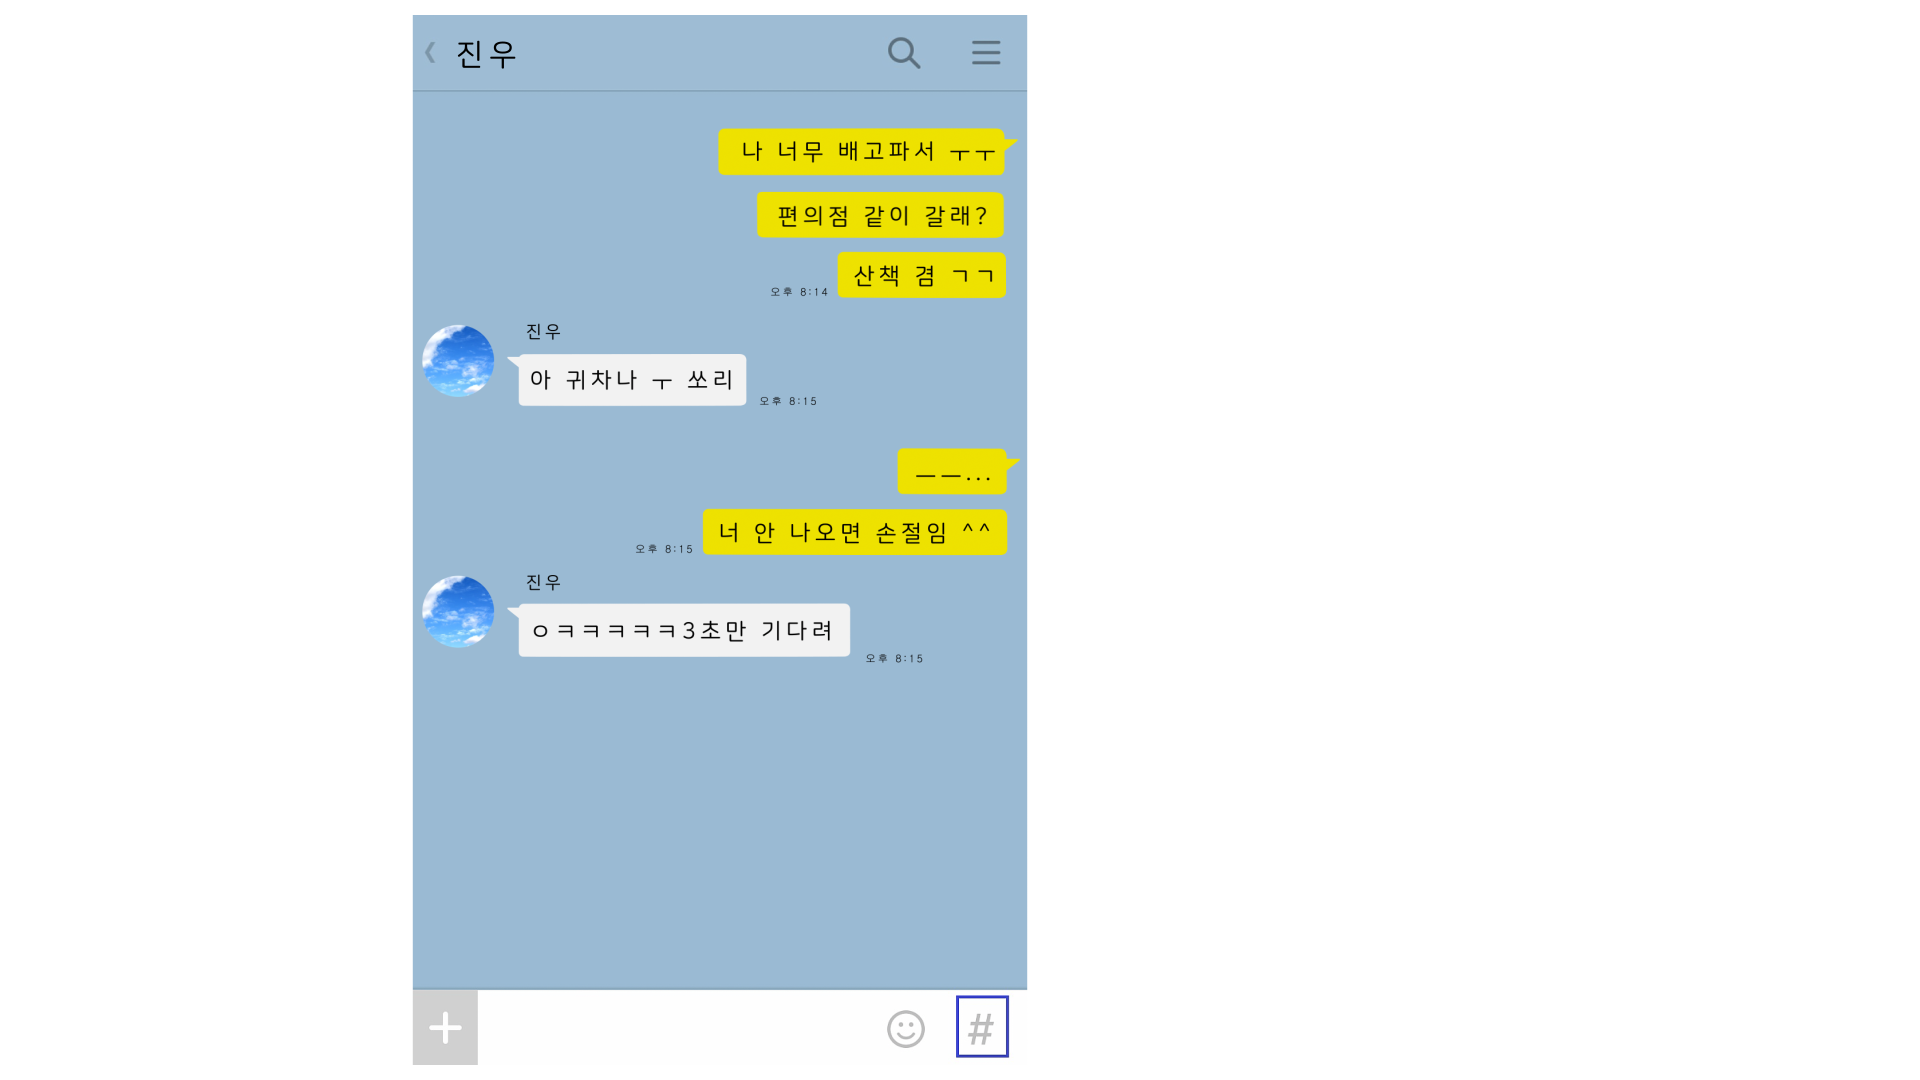 진우
나 너무 배고파서 ㅜㅜ
편의점 같이 갈래?
산책 겸 ㄱㄱ
오후 8:14
진우
아 귀차나 ㅜ 쏘리
오후 8:15
ㅡㅡ...
너 안 나오면 손절임 ^^
오후 8:15
진우
ㅇㅋㅋㅋㅋㅋ3초만 기다려
오후 8:15
#